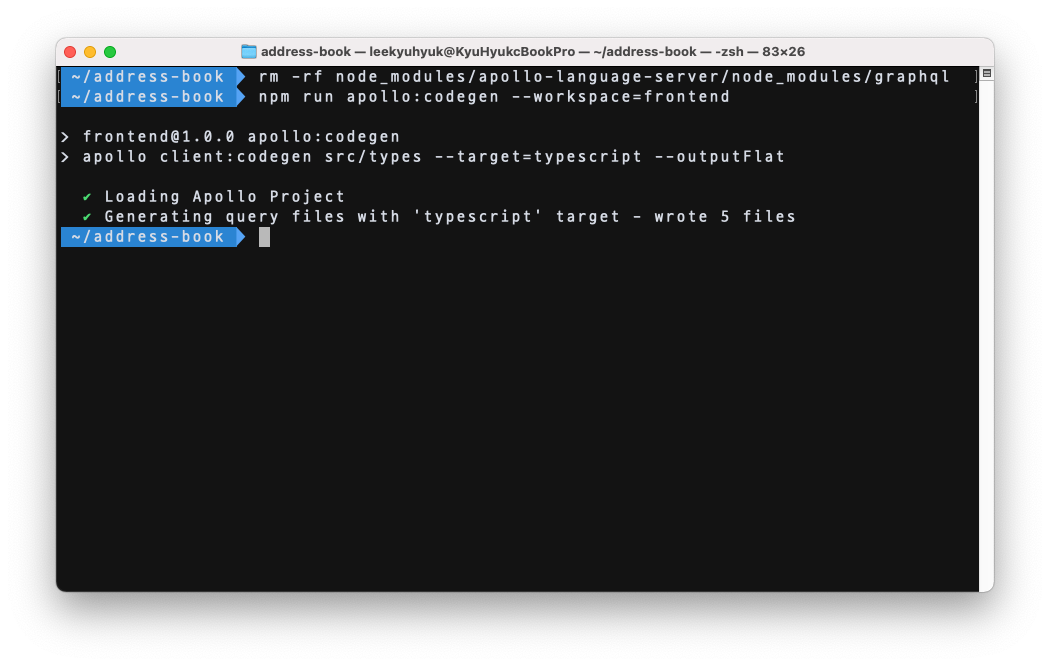 address-book — leekyuhyuk@KyuHyukcBookPro — ~/address-book — -zsh — 83×26
~/address-book rm -rf node_modules/apollo-language-server/node_modules/graphql
~/address-book npm run apollo:codegen --workspace=frontend
> frontend@1.0.0 apollo:codegen
> apollo client:codegen src/types --target=typescript --outputFlat
✔ Loading Apollo Project
✔ Generating query files with 'typescript' target - wrote 5 files
~/address-book